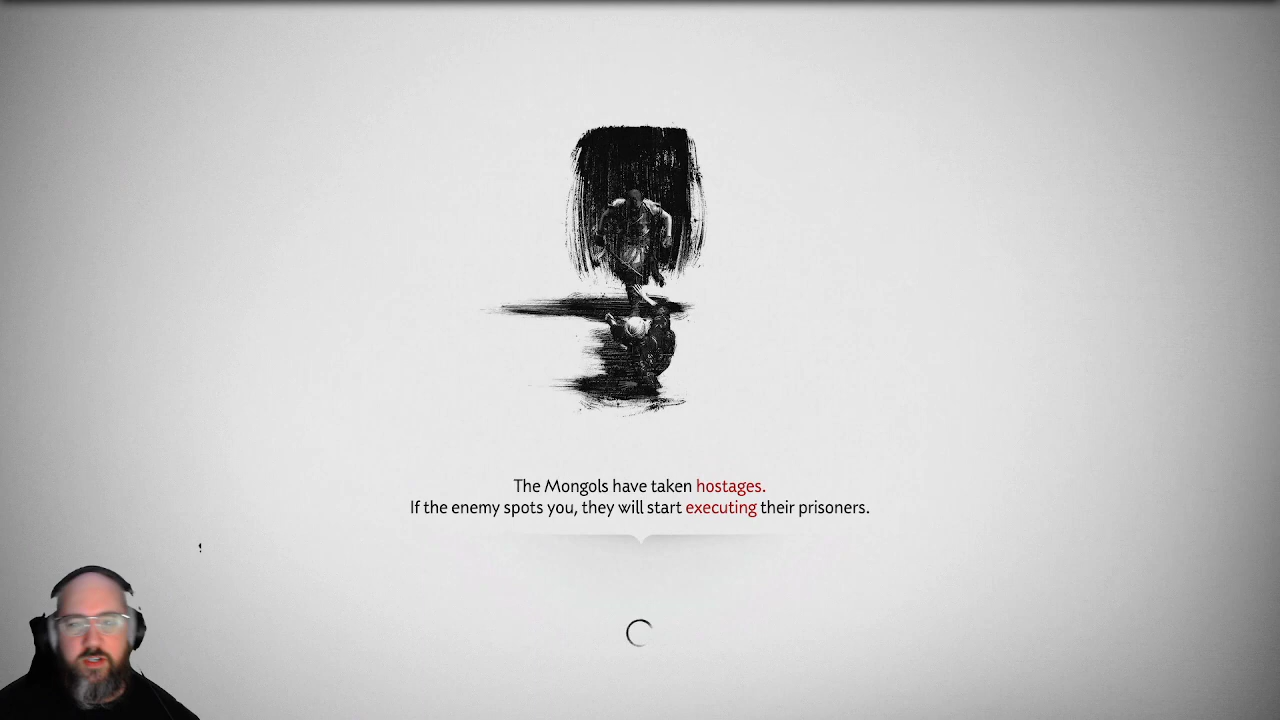 The Mongols have taken hostages.
If the enemy spots you, they will start executing their prisoners.